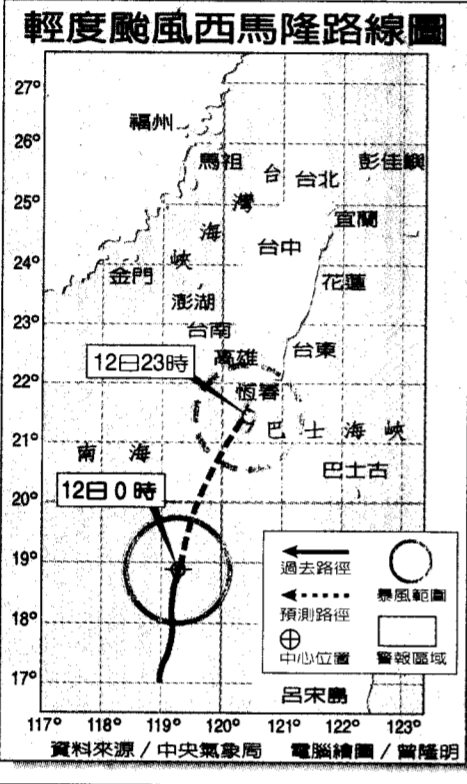 輕度颱風西馬隆路線圖
27°
福州
26°
馬祖
台
台北
彭佳嶼
25°
灣
宜蘭
海
台中
24°
峽
金門
花蓮
澎湖
23°
台南
台東
12日23時
高雄
22°
恆春
巴士海峽
21°
南海
巴士古
12日0時
20°
19°
過去路徑
暴風範圍
預測路徑
18°
中心位置
警報區域
17°
呂宋島
117° 118° 119° 120° 121° 122° 123°
資料來源/中央氣象局 電腦繪圖/曾隆明